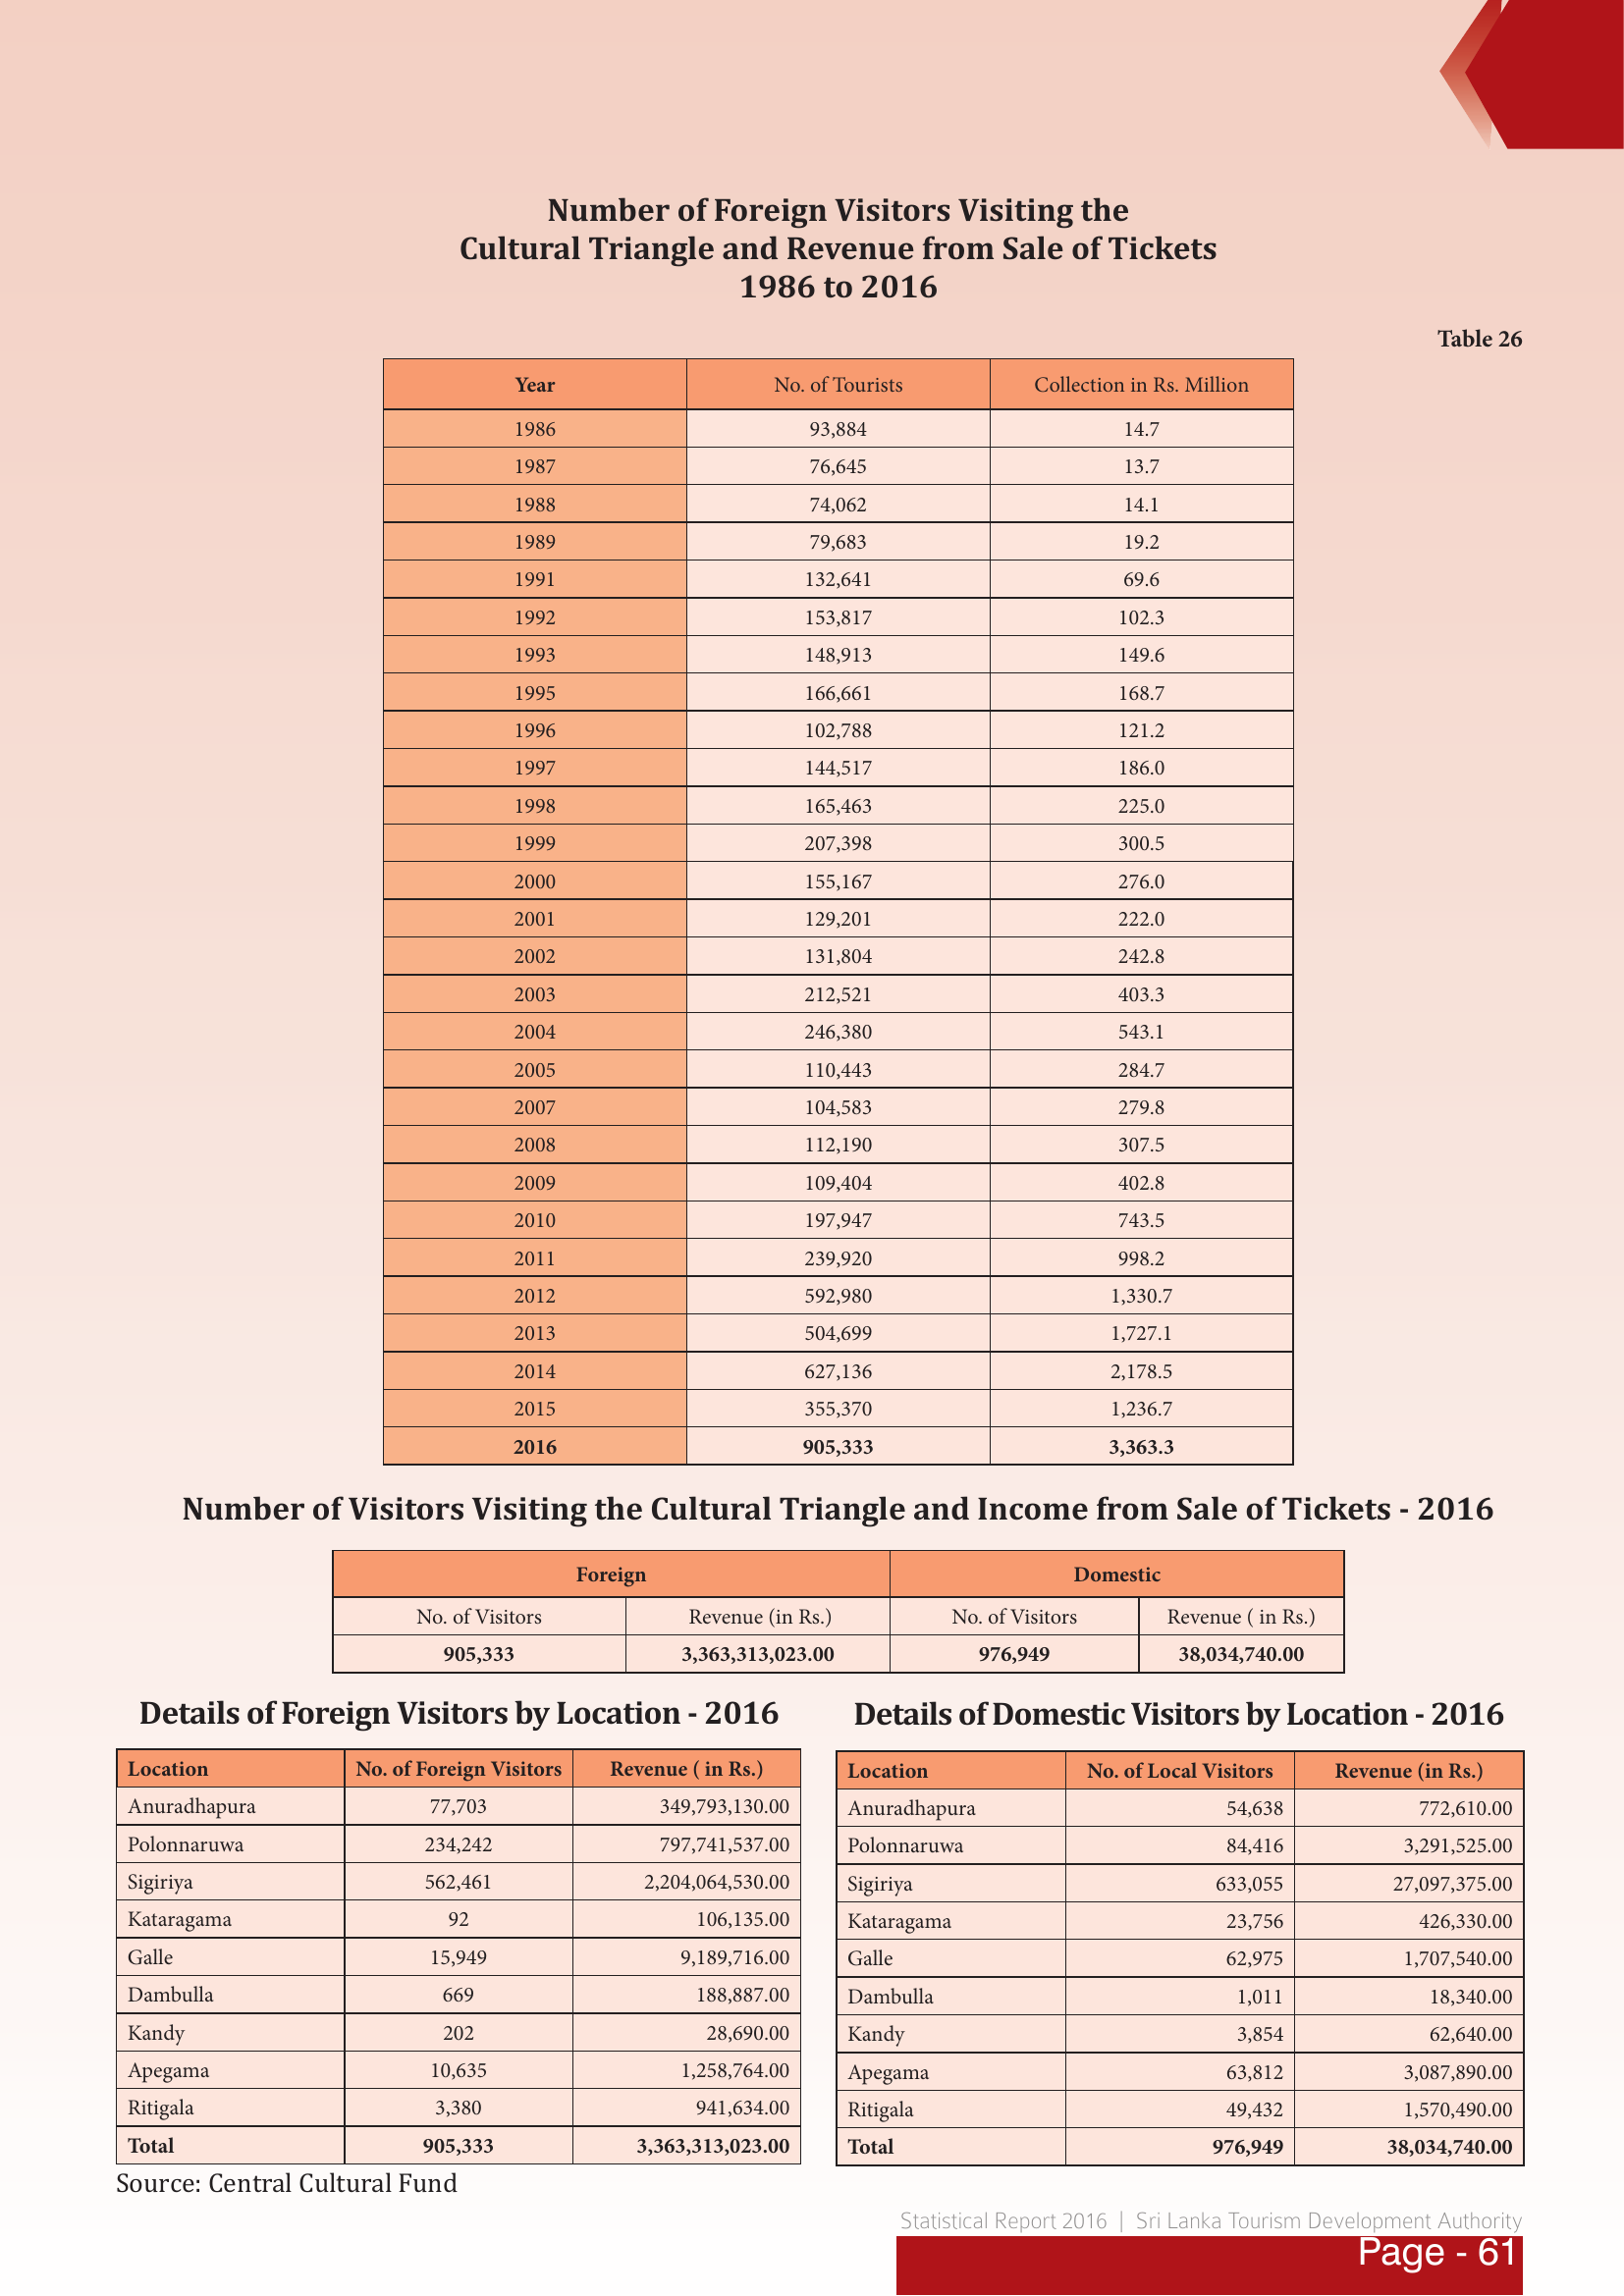 Number of Foreign Visitors Visiting the
Cultural Triangle and Revenue from Sale of Tickets
1986 to 2016
Table 26
Year No. of Tourists Collection in Rs. Million
1986 93,884 14.7
1987 76,645 13.7
1988 74,062 14.1
1989 79,683 19.2
1991 132,641 69.6
1992 153,817 102.3
1993 148,913 149.6
1995 166,661 168.7
1996 102,788 121.2
1997 144,517 186.0
1998 165,463 225.0
1999 207,398 300.5
2000 155,167 276.0
2001 129,201 222.0
2002 131,804 242.8
2003 212,521 403.3
2004 246,380 543.1
2005 110,443 284.7
2007 104,583 279.8
2008 112,190 307.5
2009 109,404 402.8
2010 197,947 743.5
2011 239,920 998.2
2012 592,980 1,330.7
2013 504,699 1,727.1
2014 627,136 2,178.5
2015 355,370 1,236.7
2016 905,333 3,363.3
Number of Visitors Visiting the Cultural Triangle and Income from Sale of Tickets - 2016
Foreign Domestic
No. of Visitors Revenue (in Rs.) No. of Visitors Revenue ( in Rs.)
905,333 3,363,313,023.00 976,949 38,034,740.00
Details of Foreign Visitors by Location - 2016
Location No. of Foreign Visitors Revenue ( in Rs.)
Anuradhapura 77,703 349,793,130.00
Polonnaruwa 234,242 797,741,537.00
Sigiriya 562,461 2,204,064,530.00
Kataragama 92 106,135.00
Galle 15,949 9,189,716.00
Dambulla 669 188,887.00
Kandy 202 28,690.00
Apegama 10,635 1,258,764.00
Ritigala 3,380 941,634.00
Total 905,333 3,363,313,023.00
Details of Domestic Visitors by Location - 2016
Location No. of Local Visitors Revenue (in Rs.)
Anuradhapura 54,638 772,610.00
Polonnaruwa 84,416 3,291,525.00
Sigiriya 633,055 27,097,375.00
Kataragama 23,756 426,330.00
Galle 62,975 1,707,540.00
Dambulla 1,011 18,340.00
Kandy 3,854 62,640.00
Apegama 63,812 3,087,890.00
Ritigala 49,432 1,570,490.00
Total 976,949 38,034,740.00
Source: Central Cultural Fund
Statistical Report 2016 | Sri Lanka Tourism Development Authority
Page - 61